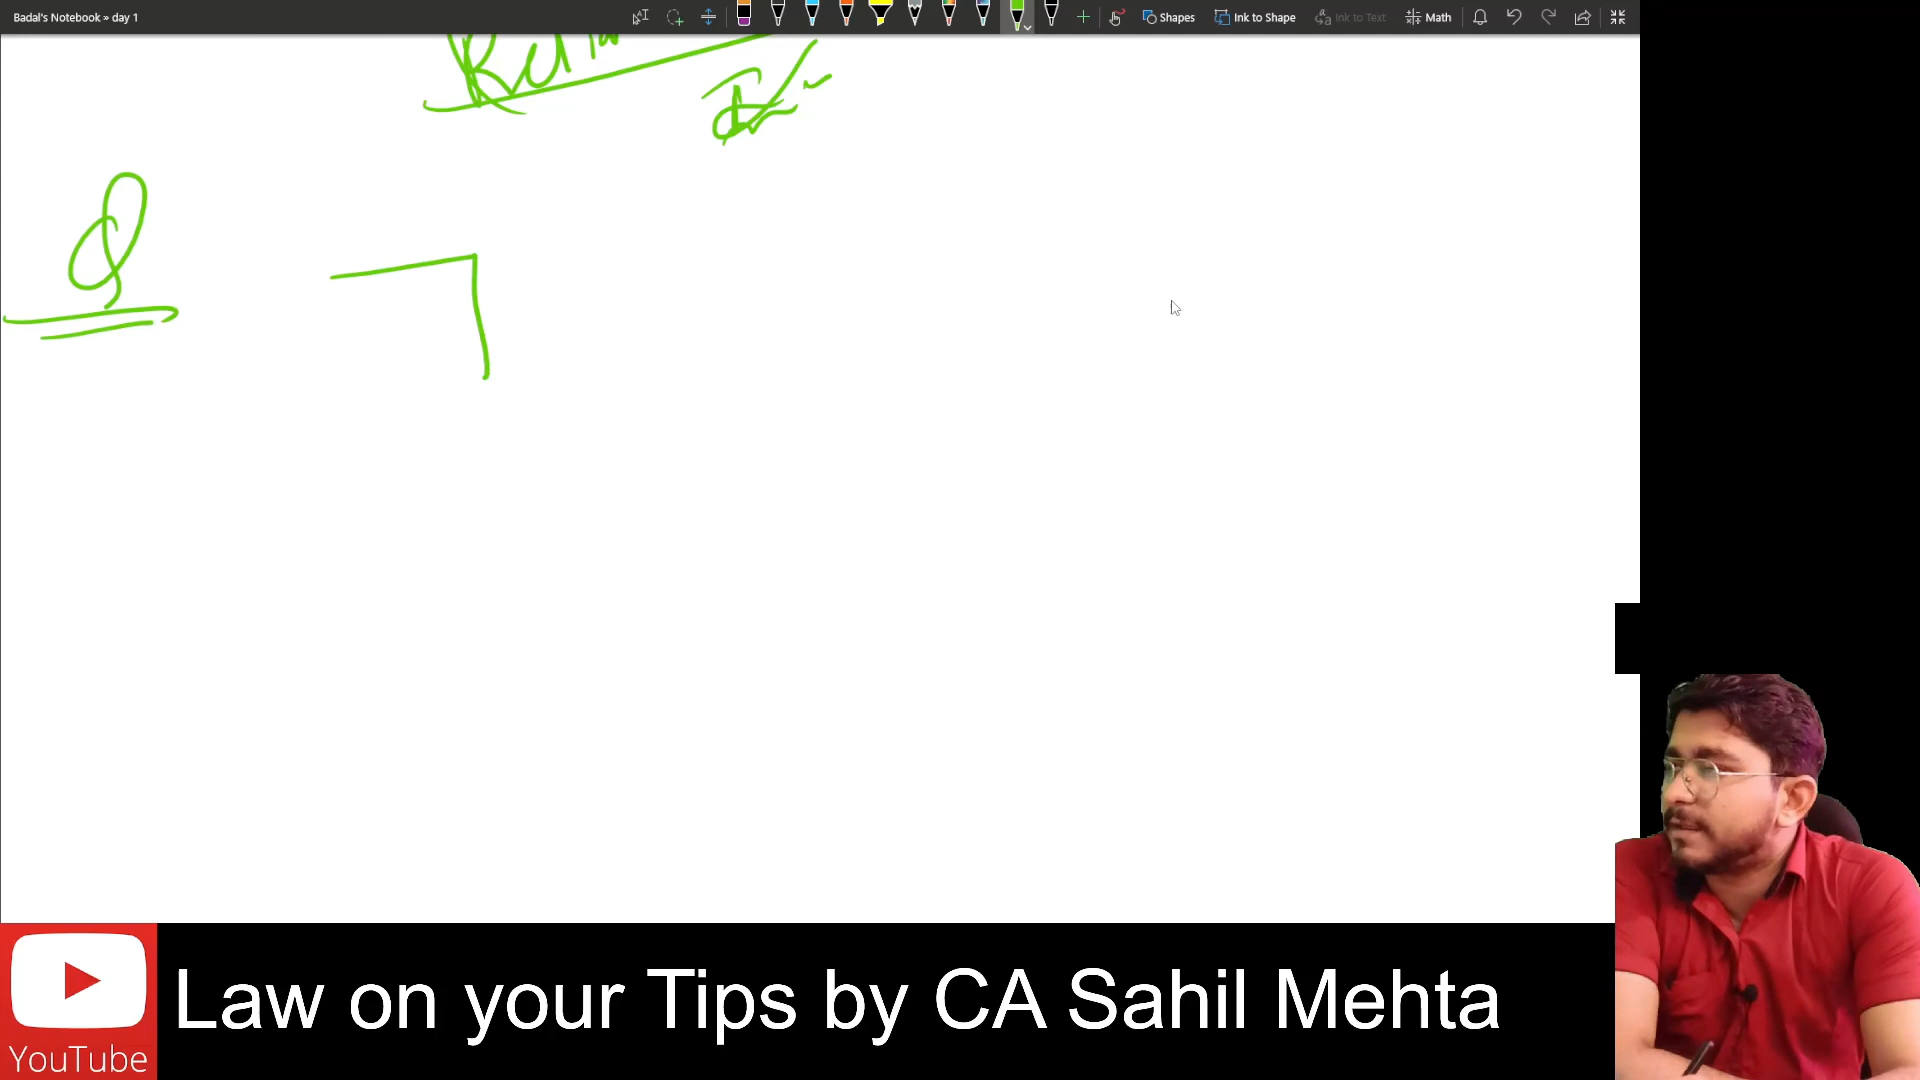 Badal's Notebook » day 1
Shapes
Ink to Shape
Ink to Text
Math
Q
YouTube
Law on your Tips by CA Sahil Mehta